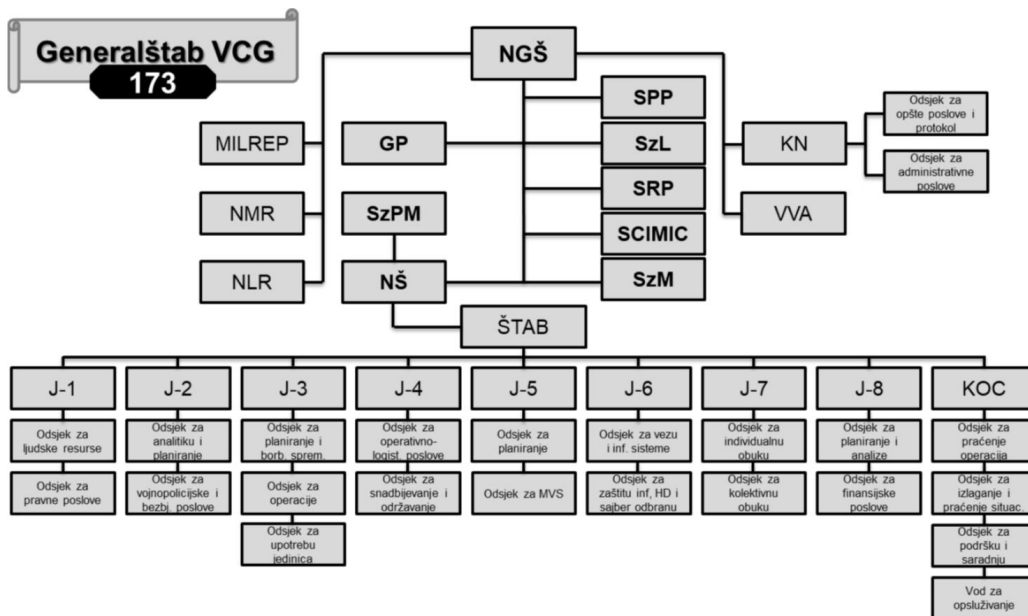 Generalštab VCG
173
NGŠ
MILREP
NMR
NLR
GP
SzPM
NŠ
SPP
SzL
SRP
SCIMIC
SzM
KN
VVA
Odsjek za
opšte poslove i
protokol
Odsjek za
administrativne
poslove
ŠTAB
J-1
Odsjek za
ljudske resurse
Odsjek za
pravne poslove
J-2
Odsjek za
analitiku i
planiranje
Odsjek za
vojnopolicijske i
bezbj. poslove
J-3
Odsjek za
planiranje i
borb. sprem.
Odsjek za
operacije
Odsjek za
upotrebu
jedinica
J-4
Odsjek za
operativno-
logist. poslove
Odsjek za
snadbijevanje i
održavanje
J-5
Odsjek za
planiranje
Odsjek za MVS
J-6
Odsjek za vezu
i inf. sisteme
Odsjek za
zaštitu inf, HD i
sajber odbranu
J-7
Odsjek za
individualnu
obuku
Odsjek za
kolektivnu
obuku
J-8
Odsjek za
planiranje i
analize
Odsjek za
finansijske
poslove
KOC
Odsjek za
praćenje
operacija
Odsjek za
izlaganje i
praćenje situac.
Odsjek za
podršku i
saradnju
Vod za
opsluživanje